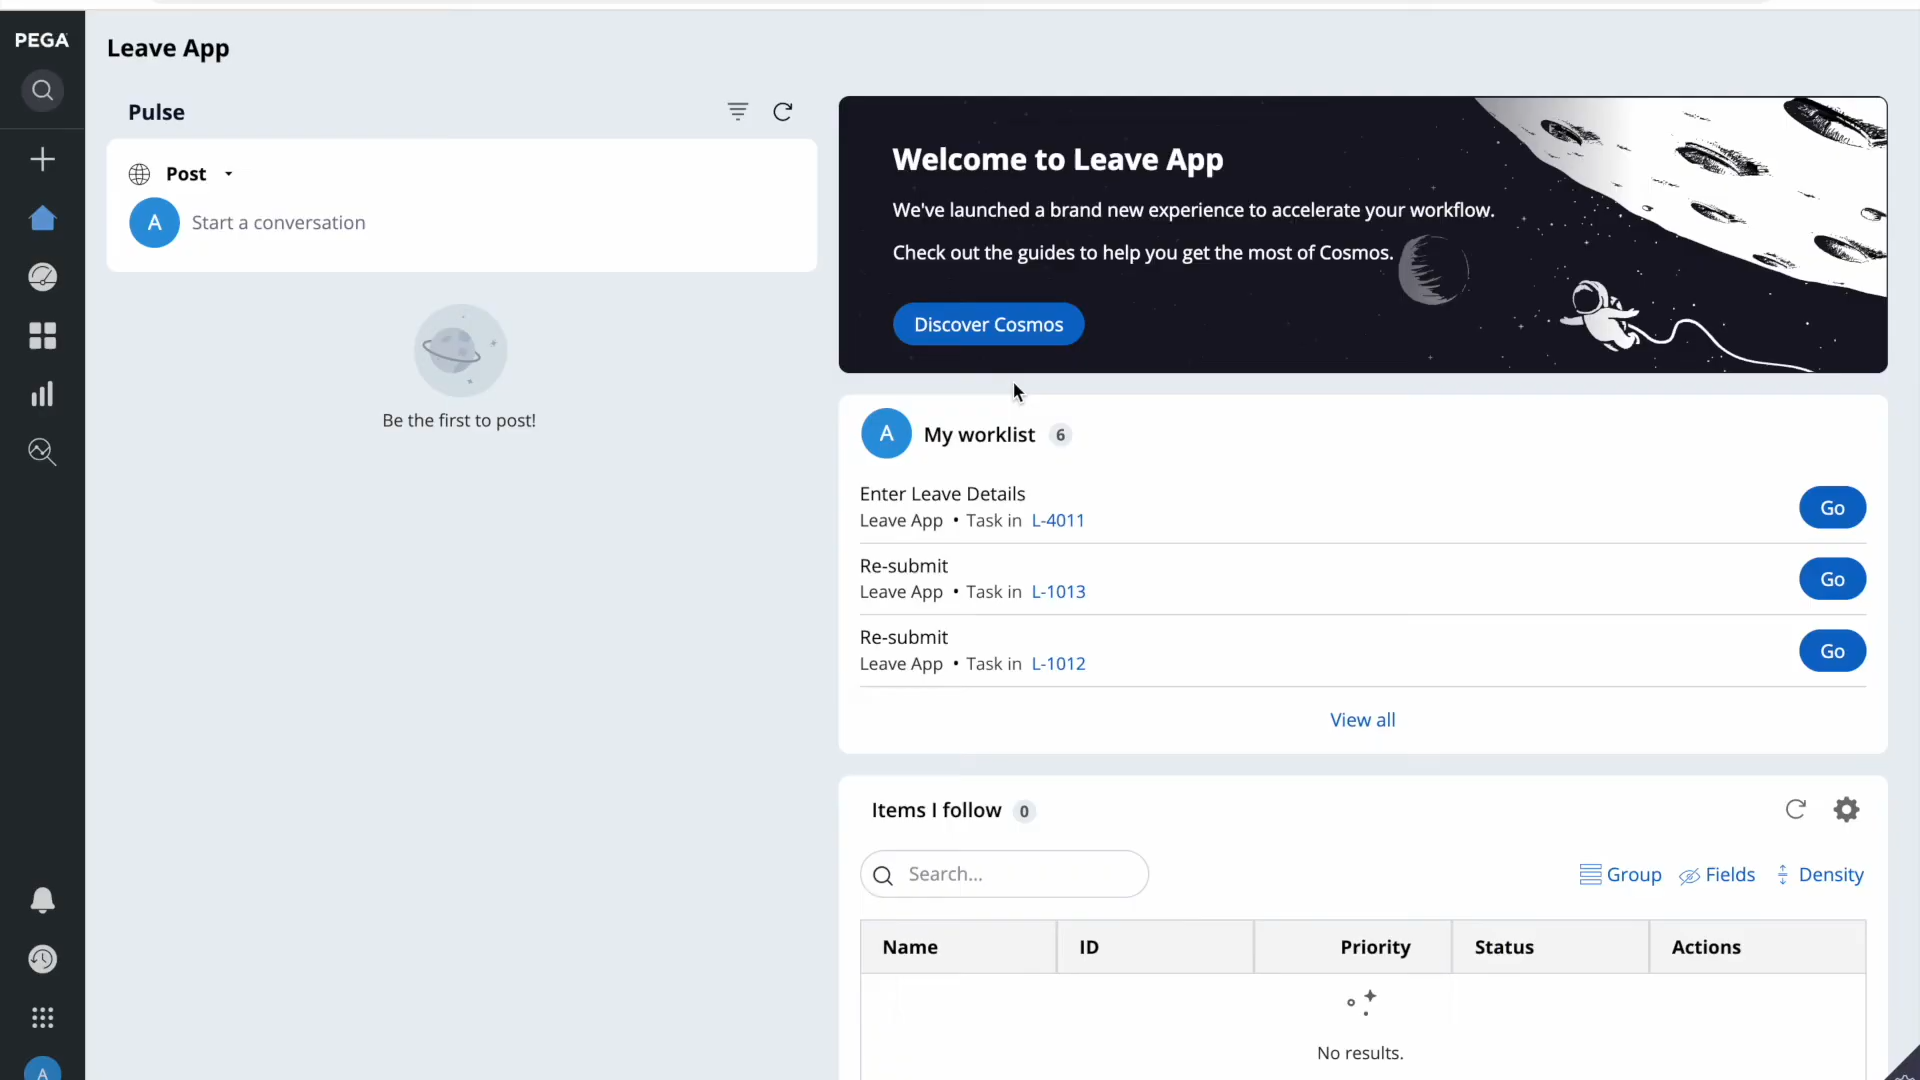 PEGA
Leave App
Pulse
Post
A
Start a conversation
Be the first to post!
Welcome to Leave App
We've launched a brand new experience to accelerate your workflow.
Check out the guides to help you get the most of Cosmos.
Discover Cosmos
A
My worklist 6
Enter Leave Details
Leave App • Task in L-4011
Go
Re-submit
Leave App • Task in L-1013
Go
Re-submit
Leave App • Task in L-1012
Go
View all
Items I follow 0
Search...
Group Fields Density
Name ID Priority Status Actions
No results.
A